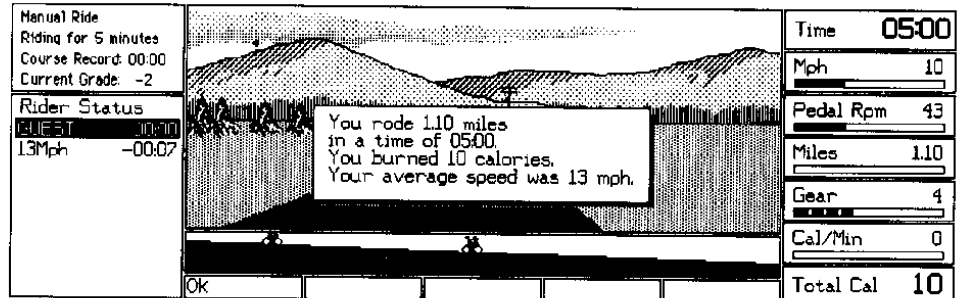 Manual Ride
Riding for 5 minutes
Course Record: 00:00
Current Grade: -2
Rider Status
GUEST 00:00
13Mph -00:07
You rode 1.10 miles
in a time of 05:00.
You burned 10 calories.
Your average speed was 13 mph.
Ok
Time 05:00
Mph 10
Pedal Rpm 43
Miles 1.10
Gear 4
Cal/Min 0
Total Cal 10